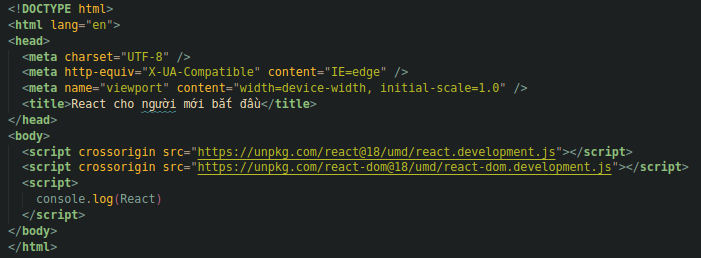 <!DOCTYPE html>
<html lang="en">
<head>
<meta charset="UTF-8" />
<meta http-equiv="X-UA-Compatible" content="IE=edge" />
<meta name="viewport" content="width=device-width, initial-scale=1.0" />
<title>React cho người mới bắt đầu</title>
</head>
<body>
<script crossorigin src="https://unpkg.com/react@18/umd/react.development.js"></script>
<script crossorigin src="https://unpkg.com/react-dom@18/umd/react-dom.development.js"></script>
<script>
console.log(React)
</script>
</body>
</html>